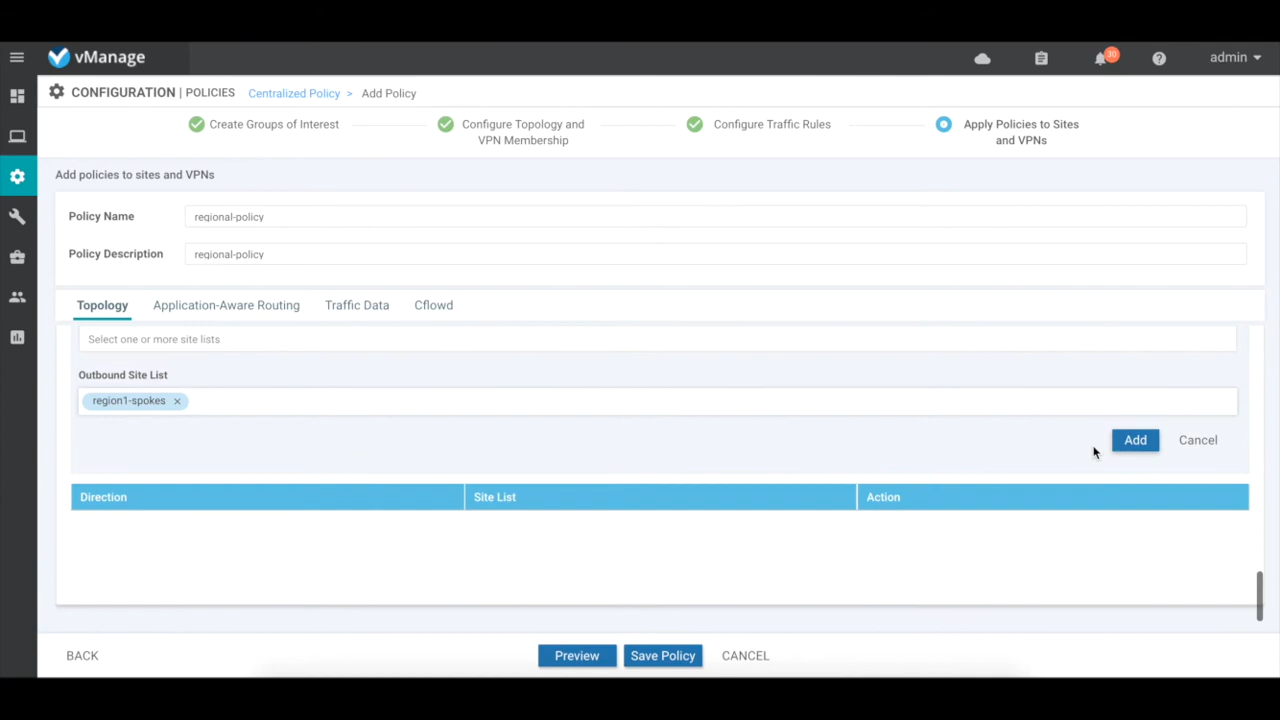 vManage
30
admin
CONFIGURATION | POLICIES Centralized Policy > Add Policy
Create Groups of Interest
Configure Topology and
VPN Membership
Configure Traffic Rules
Apply Policies to Sites
and VPNs
Add policies to sites and VPNs
Policy Name regional-policy
Policy Description regional-policy
Topology Application-Aware Routing Traffic Data Cflowd
Select one or more site lists
Outbound Site List
region1-spokes ×
Add Cancel
Direction Site List Action
BACK Preview Save Policy CANCEL